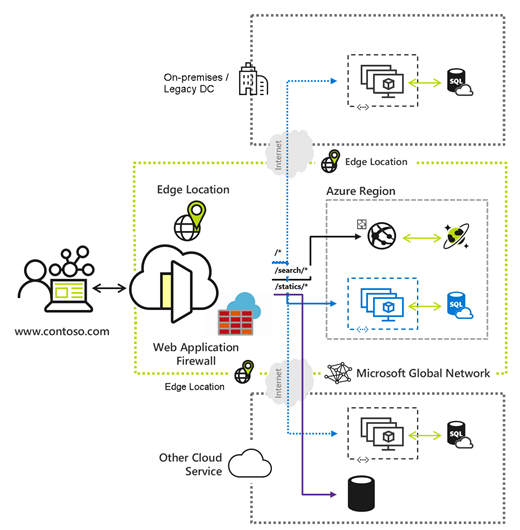 On-premises /
Legacy DC
SQL
Internet
Edge Location
Edge Location
Azure Region
/*
/search/*
/statics/*
SQL
www.contoso.com
Web Application
Firewall
Edge Location
Internet
Microsoft Global Network
SQL
Other Cloud
Service